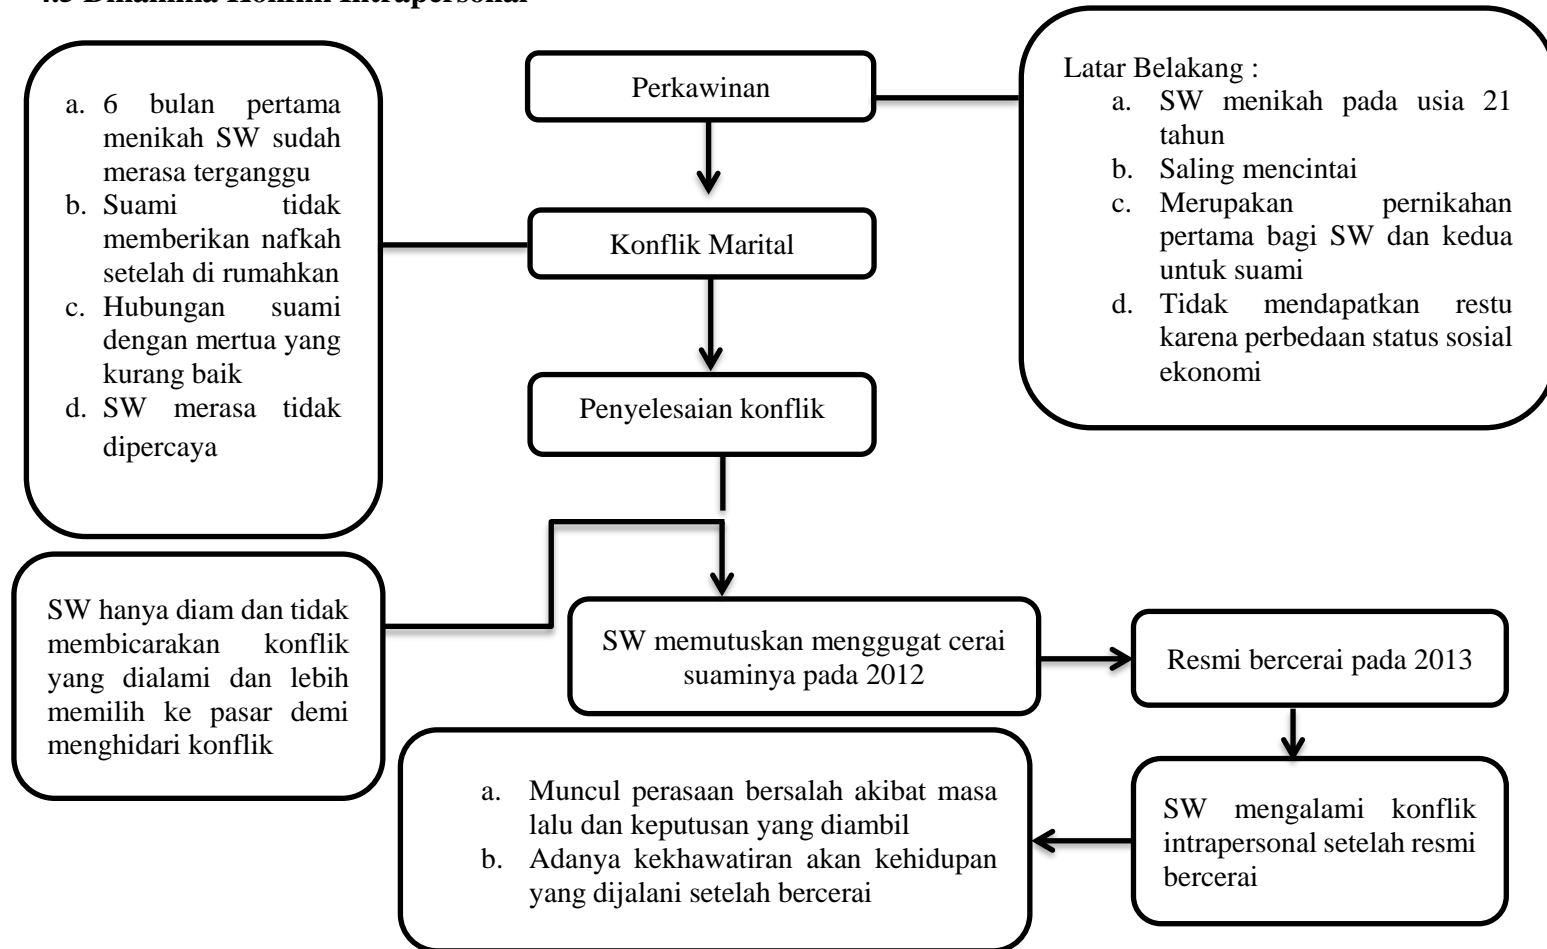 4.3 Dinamika Konflik Intrapersonal
Perkawinan
Latar Belakang :
a. SW menikah pada usia 21
tahun
b. Saling mencintai
c. Merupakan pernikahan
pertama bagi SW dan kedua
untuk suami
d. Tidak mendapatkan restu
karena perbedaan status sosial
ekonomi
Konflik Marital
a. 6 bulan pertama
menikah SW sudah
merasa terganggu
b. Suami tidak
memberikan nafkah
setelah di rumahkan
c. Hubungan suami
dengan mertua yang
kurang baik
d. SW merasa tidak
dipercaya
Penyelesaian konflik
SW hanya diam dan tidak
membicarakan konflik
yang dialami dan lebih
memilih ke pasar demi
menghidari konflik
SW memutuskan menggugat cerai
suaminya pada 2012
Resmi bercerai pada 2013
SW mengalami konflik
intrapersonal setelah resmi
bercerai
a. Muncul perasaan bersalah akibat masa
lalu dan keputusan yang diambil
b. Adanya kekhawatiran akan kehidupan
yang dijalani setelah bercerai